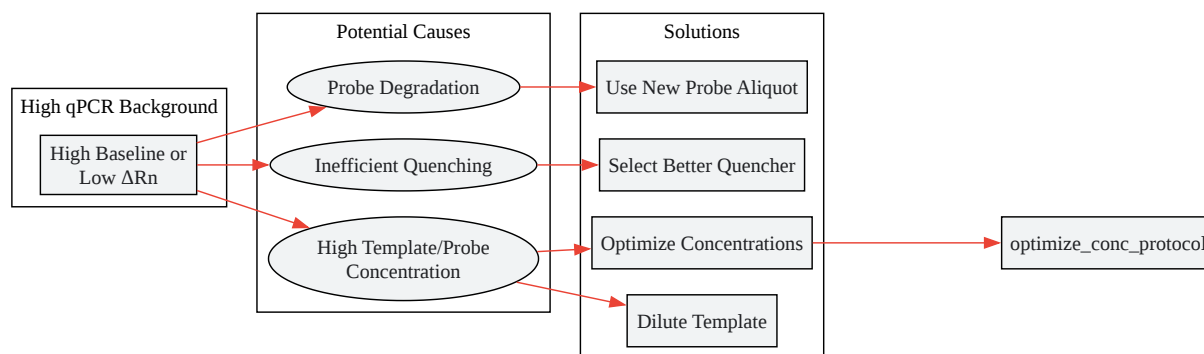 High qPCR Background
High Baseline or
Low ΔRn
Potential Causes
Probe Degradation
Inefficient Quenching
High Template/Probe
Concentration
Solutions
Use New Probe Aliquot
Select Better Quencher
Optimize Concentrations
Dilute Template
optimize_conc_protocol